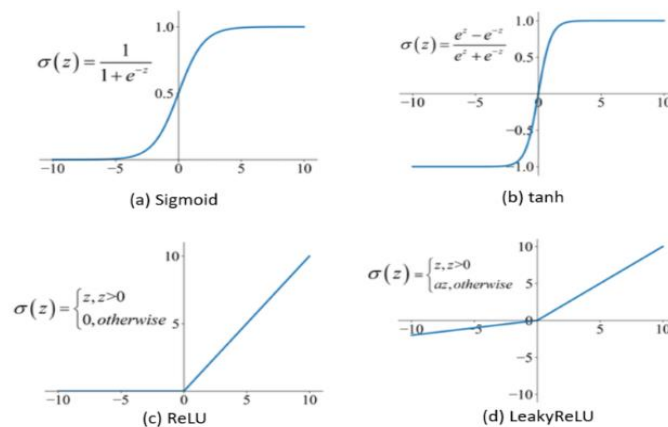 σ(z)=1/(1+e^{-z})
1.0
0.5
-10 -5 0 5 10
(a) Sigmoid
σ(z)=(e^z-e^{-z})/(e^z+e^{-z})
1.0
0.5
-10 -5 0 5 10
-0.5
-1.0
(b) tanh
10
σ(z)={z, z>0
0, otherwise
5
-10 -5 0 5 10
(c) ReLU
10
σ(z)={z, z>0
az, otherwise
5
-10 -5 0 5 10
-5
-10
(d) LeakyReLU